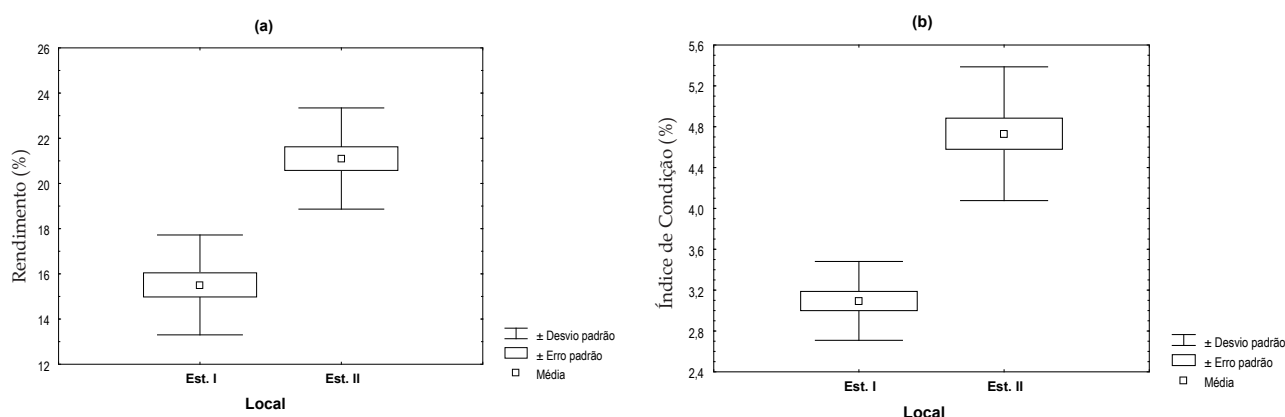 (a)
26
24
22
20
18
16
14
12
Rendimento (%)
Est. I
Est. II
Local
± Desvio padrão
± Erro padrão
Média
(b)
5,6
5,2
4,8
4,4
4,0
3,6
3,2
2,8
2,4
Índice de Condição (%)
Est. I
Est. II
Local
± Desvio padrão
± Erro padrão
Média